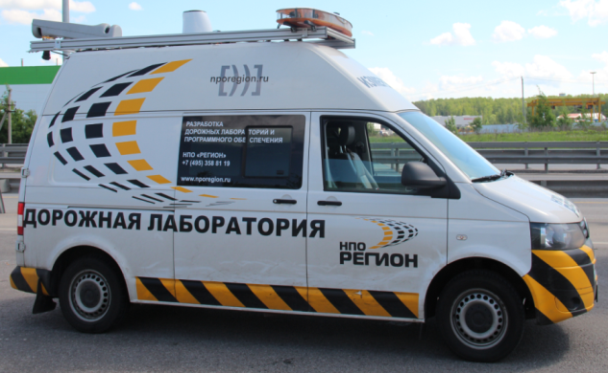 nporegion.ru
[(·)]
РАЗРАБОТКА
ДОРОЖНЫХ ЛАБОРАТОРИЙ И
ПРОГРАММНОГО ОБЕСПЕЧЕНИЯ
НПО «РЕГИОН»
+7 (495) 358 81 19
www.nporegion.ru
ДОРОЖНАЯ ЛАБОРАТОРИЯ
НПО
РЕГИОН